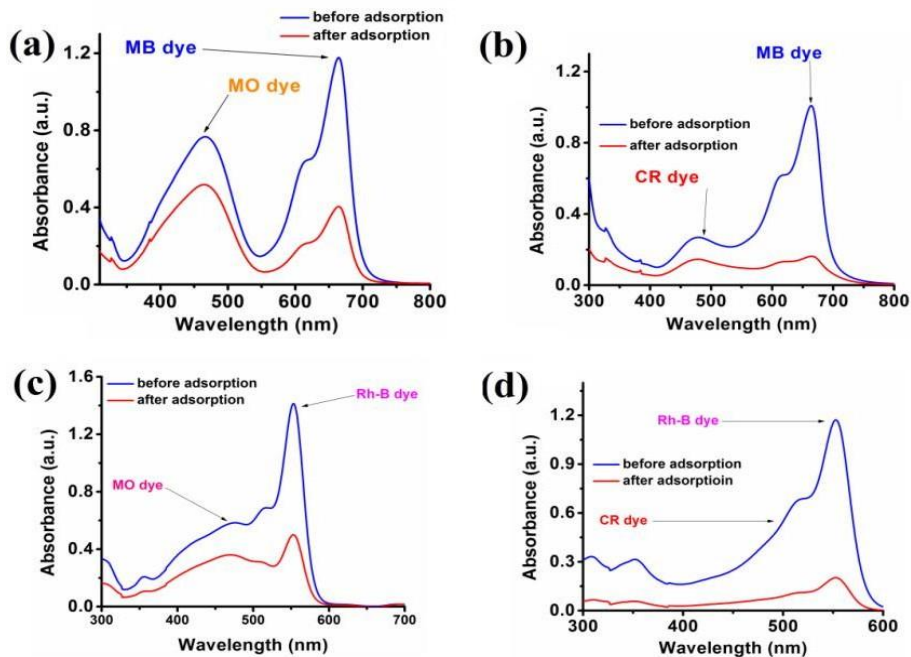 (a)
before adsorption
after adsorption
MB dye
MO dye
1.2
0.8
0.4
0.0
400 500 600 700 800
Absorbance (a.u.)
Wavelength (nm)
(b)
MB dye
before adsorption
after adsorption
CR dye
1.2
0.8
0.4
0.0
300 400 500 600 700 800
Absorbance (a.u.)
Wavelength (nm)
(c)
before adsorption
after adsorption
Rh-B dye
MO dye
1.6
1.2
0.8
0.4
0.0
300 400 500 600 700
Absorbance (a.u.)
Wavelength (nm)
(d)
Rh-B dye
before adsorption
after adsorptioin
CR dye
1.2
0.9
0.6
0.3
0.0
300 400 500 600
Absorbance (a.u.)
Wavelength (nm)